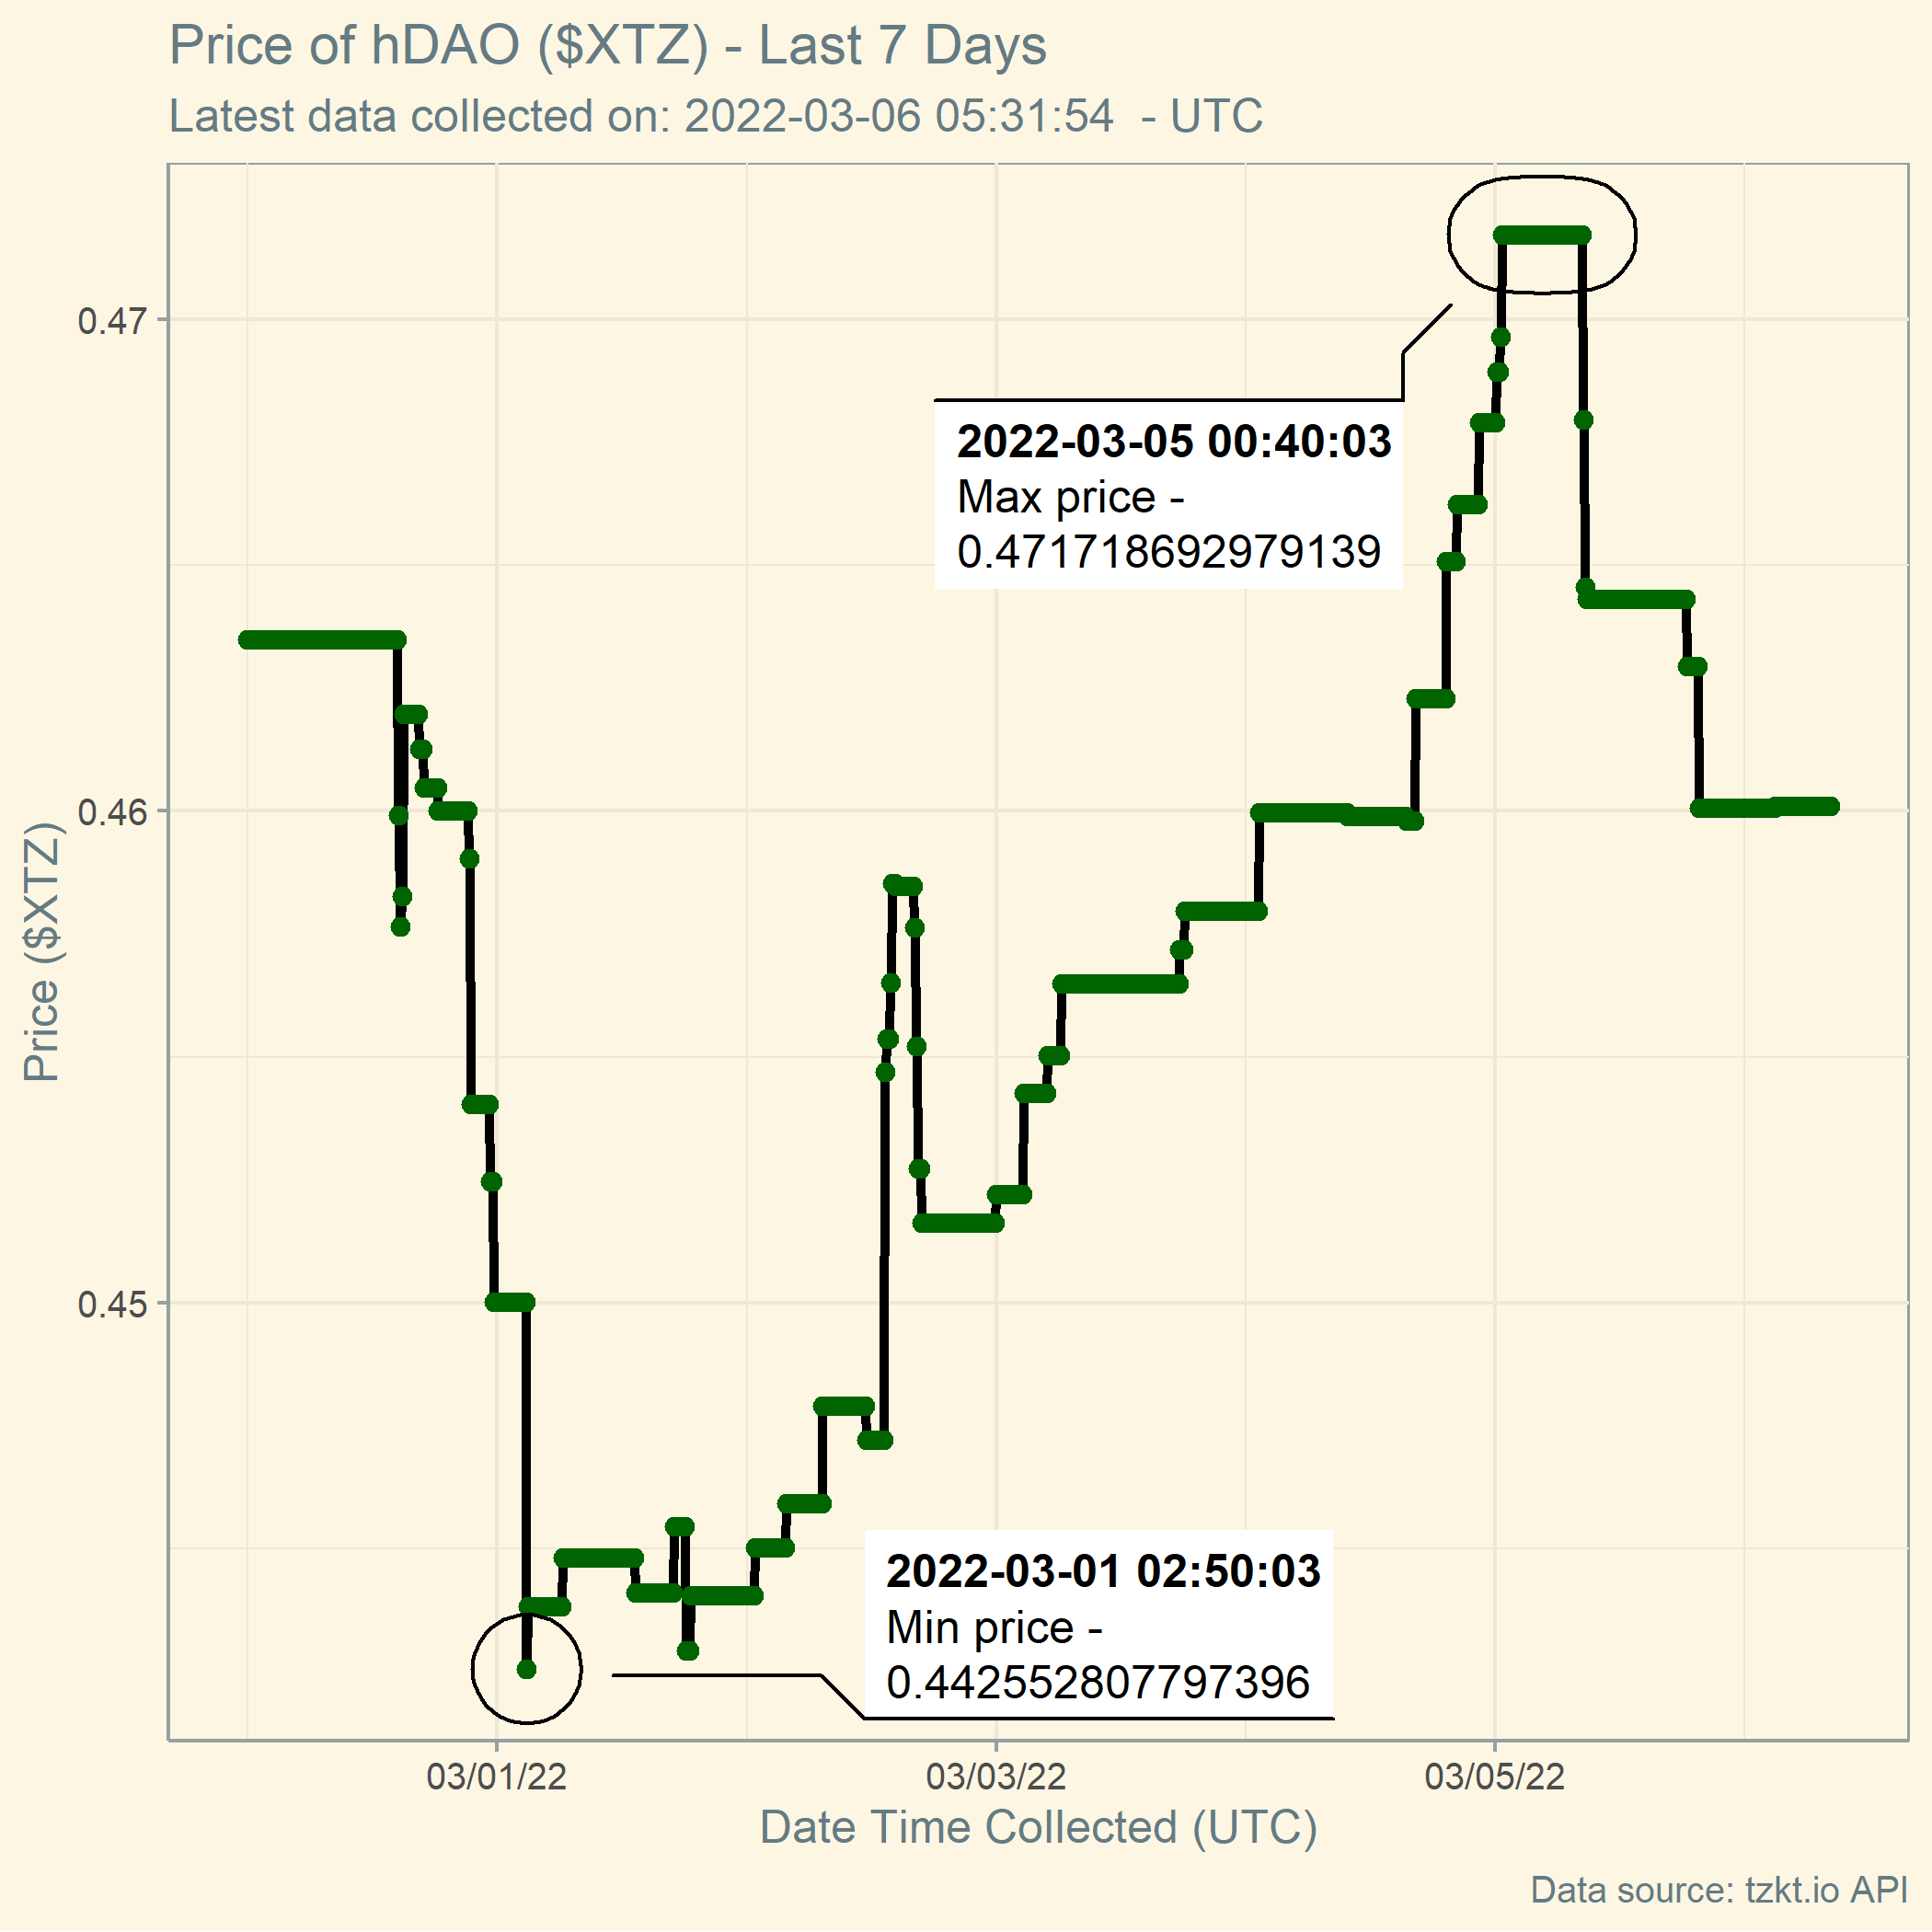 Price of hDAO ($XTZ) - Last 7 Days
Latest data collected on: 2022-03-06 05:31:54 - UTC
0.47
2022-03-05 00:40:03
Max price -
0.471718692979139
0.46
Price ($XTZ)
0.45
2022-03-01 02:50:03
Min price -
0.442552807797396
03/01/22
03/03/22
03/05/22
Date Time Collected (UTC)
Data source: tzkt.io API